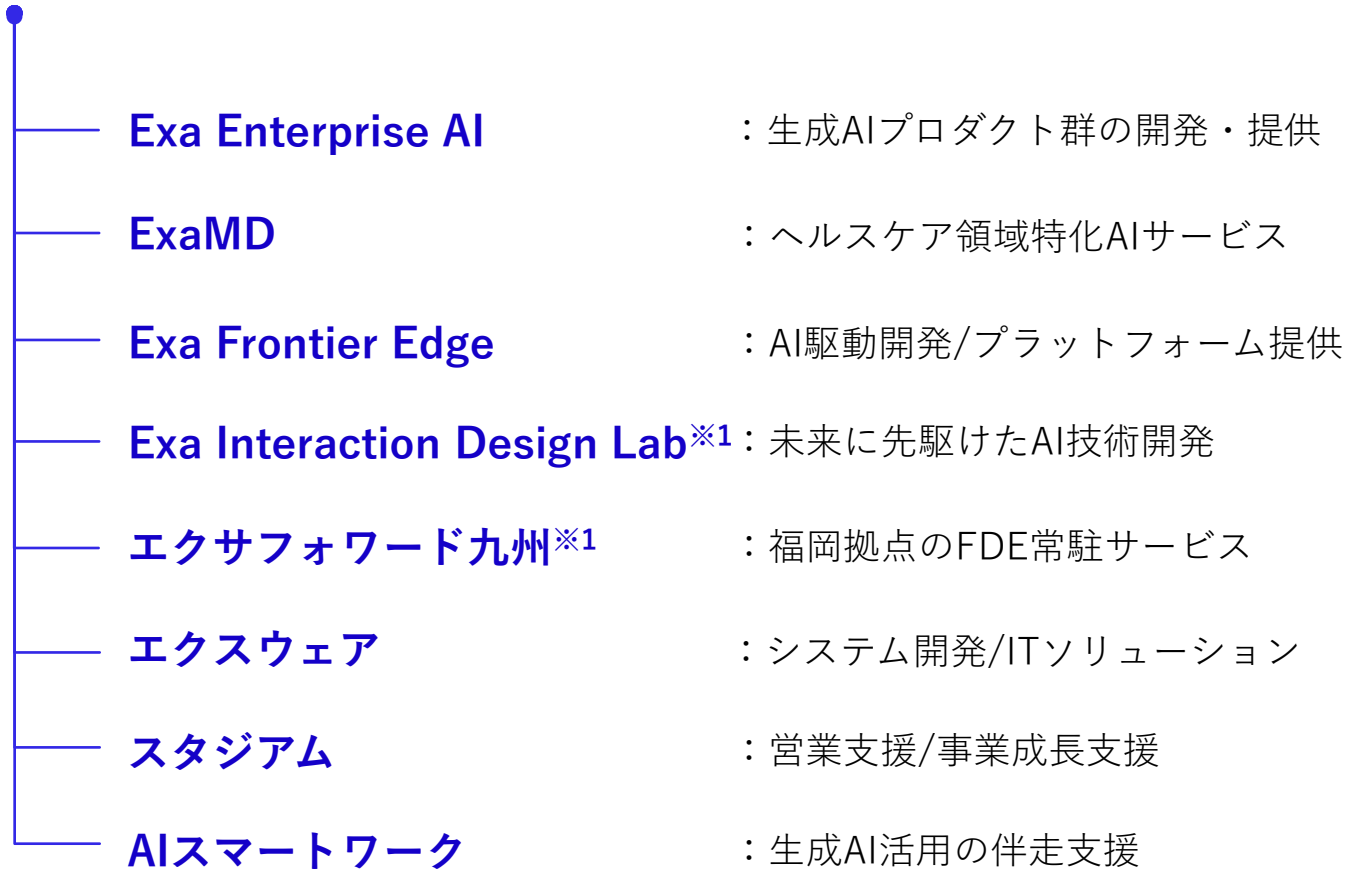 Exa Enterprise AI ：生成AIプロダクト群の開発・提供
ExaMD ：ヘルスケア領域特化AIサービス
Exa Frontier Edge ：AI駆動開発/プラットフォーム提供
Exa Interaction Design Lab※1：未来に先駆けたAI技術開発
エクサフォワード九州※1 ：福岡拠点のFDE常駐サービス
エクスウェア ：システム開発/ITソリューション
スタジアム ：営業支援/事業成長支援
AIスマートワーク ：生成AI活用の伴走支援